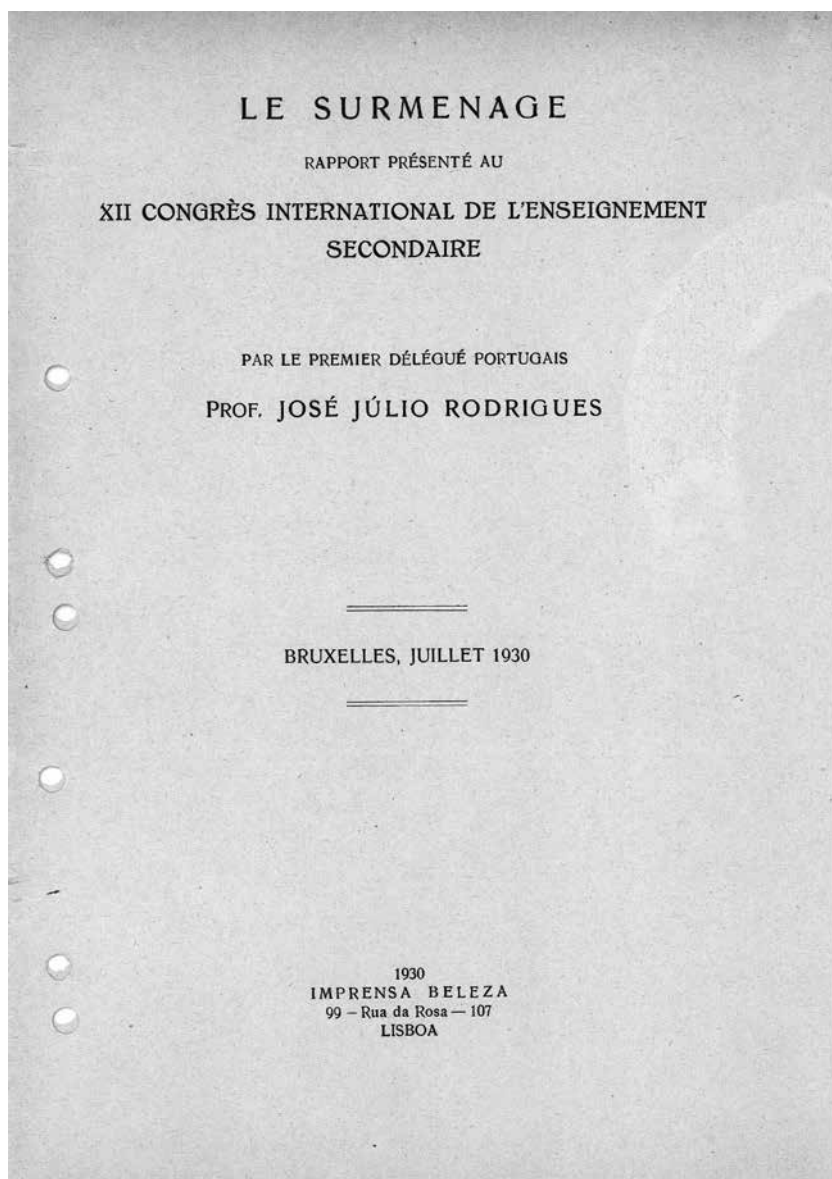 LE SURMENAGE
RAPPORT PRÉSENTÉ AU
XII CONGRÈS INTERNATIONAL DE L'ENSEIGNEMENT
SECONDAIRE
PAR LE PREMIER DÉLÉGUÉ PORTUGAIS
PROF. JOSÉ JÚLIO RODRIGUES
BRUXELLES, JUILLET 1930
1930
IMPRENSA BELEZA
99 — Rua da Rosa — 107
LISBOA